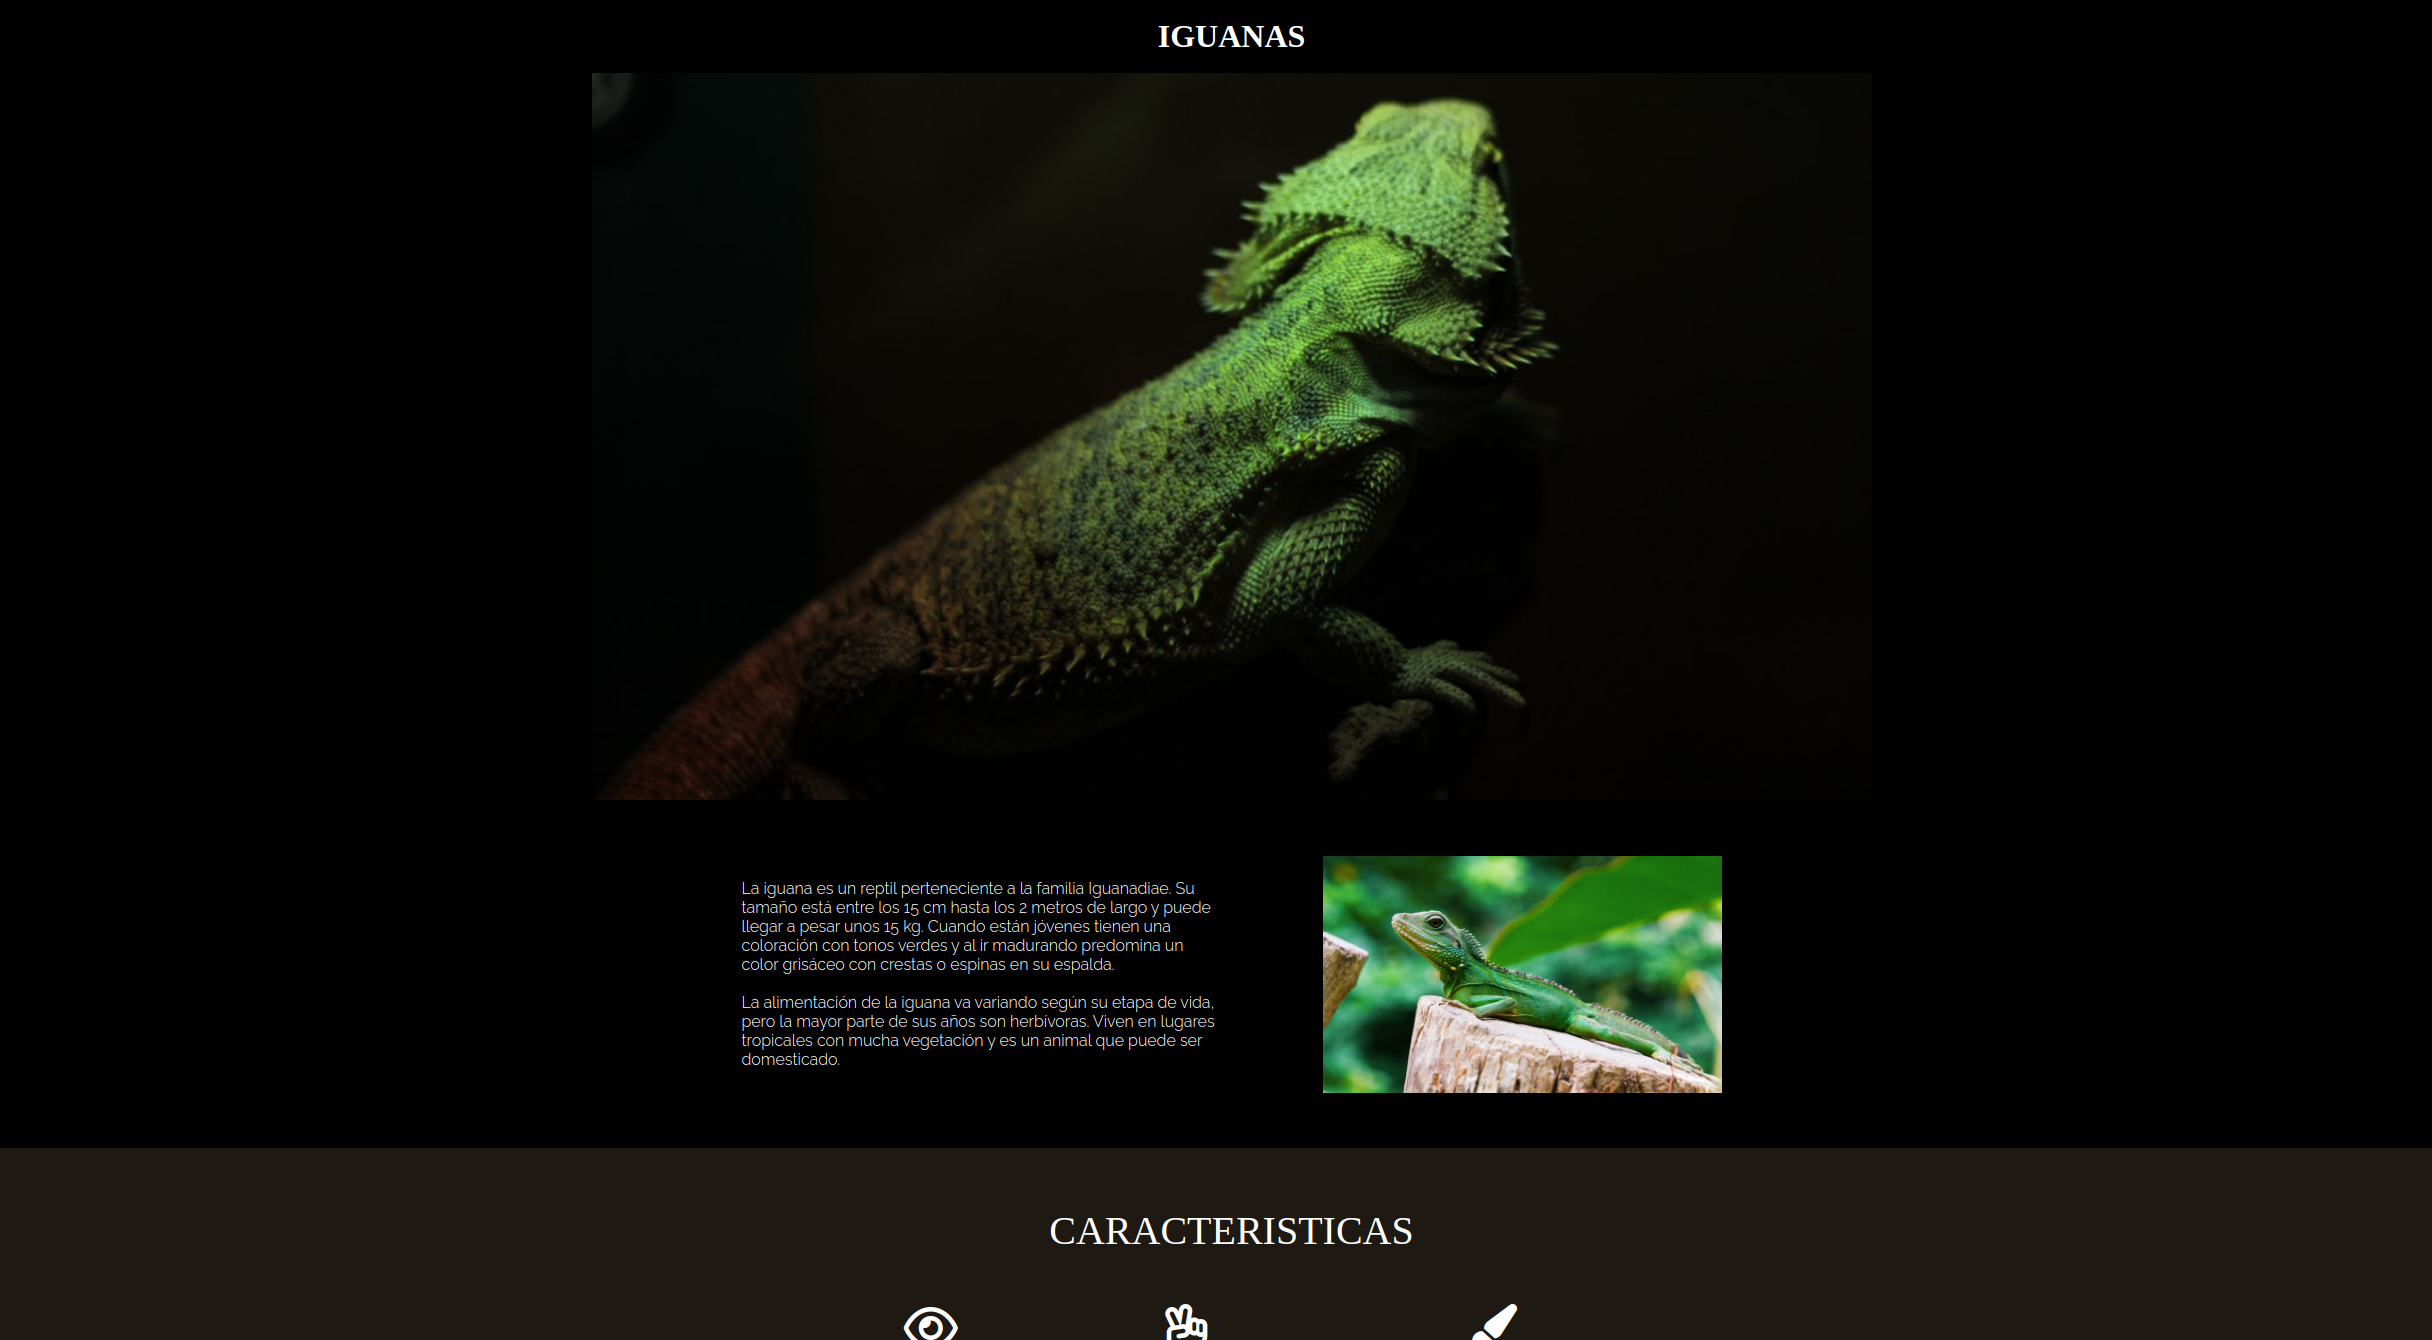 IGUANAS
La iguana es un reptil perteneciente a la familia Iguanadiae. Su
tamaño está entre los 15 cm hasta los 2 metros de largo y puede
llegar a pesar unos 15 kg. Cuando están jóvenes tienen una
coloración con tonos verdes y al ir madurando predomina un
color grisáceo con crestas o espinas en su espalda.
La alimentación de la iguana va variando según su etapa de vida,
pero la mayor parte de sus años son herbívoras. Viven en lugares
tropicales con mucha vegetación y es un animal que puede ser
domesticado.
CARACTERISTICAS